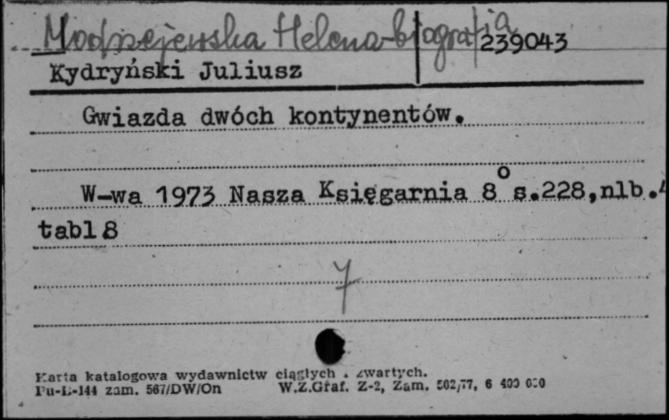 Modrzejewska Helena - biografia
239043
Kydryński Juliusz
Gwiazda dwóch kontynentów.
W-wa 1973 Nasza Księgarnia 8° s.228,nlb.4
tabl 8
7
Karta katalogowa wydawnictw ciągłych i zwartych.
Pu-K-144 zam. 567/DW/On W.Z.Graf. Z-2, Zam. 502/77, 6 400 000